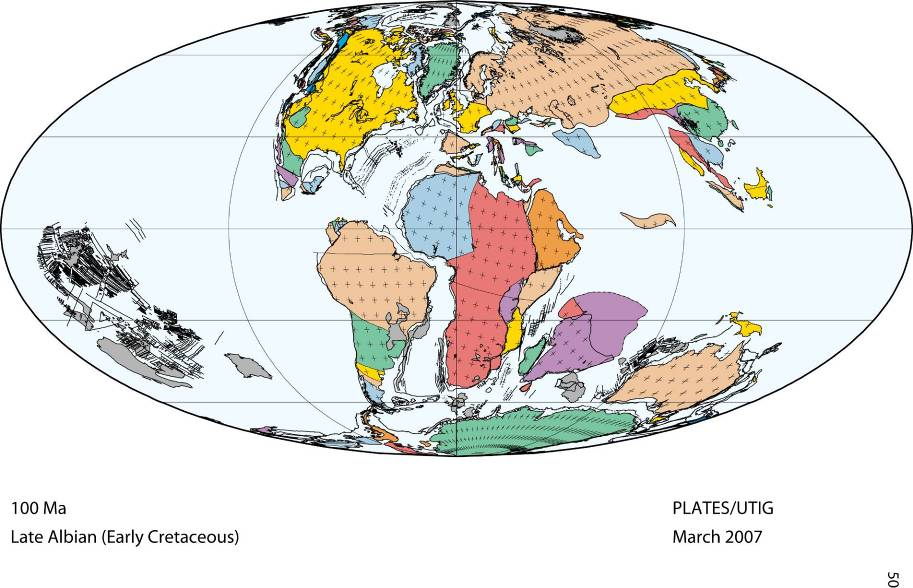 100 Ma
Late Albian (Early Cretaceous)
PLATES/UTIG
March 2007
50